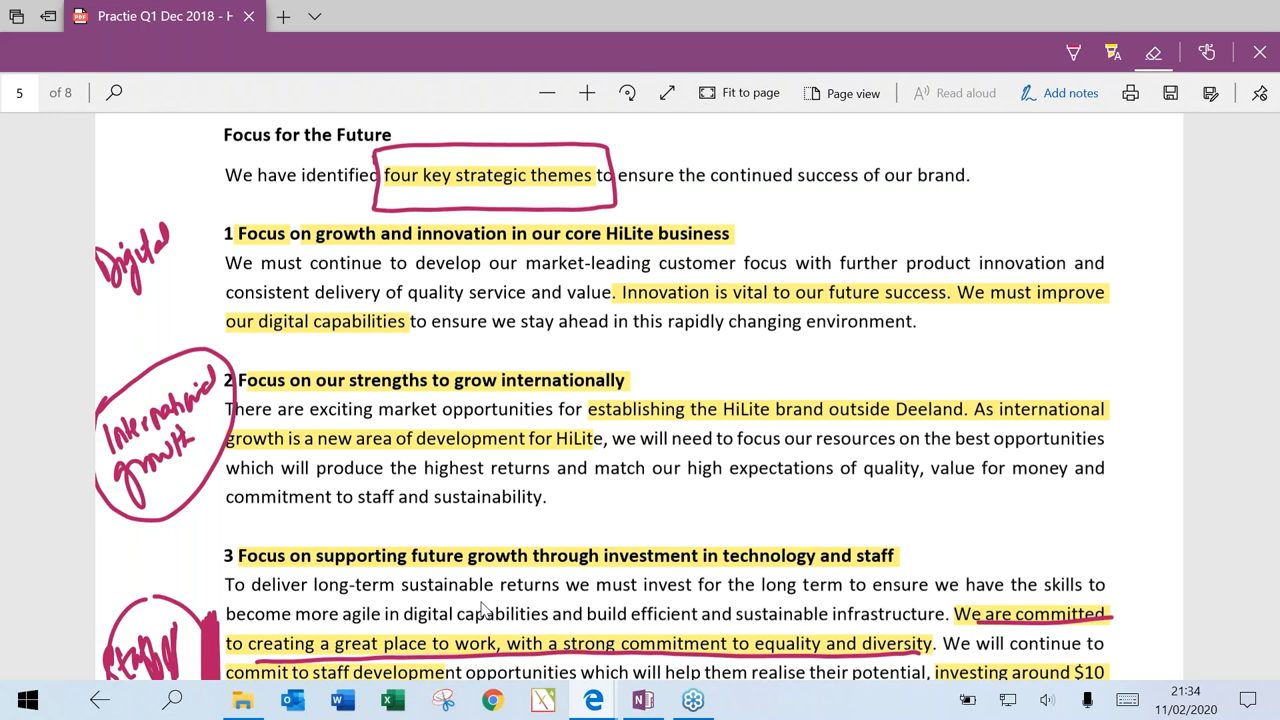 Practie Q1 Dec 2018 - H
5 of 8
Fit to page
Page view
Read aloud
Add notes
Focus for the Future
We have identified four key strategic themes to ensure the continued success of our brand.
Digital
1 Focus on growth and innovation in our core HiLite business
We must continue to develop our market-leading customer focus with further product innovation and
consistent delivery of quality service and value. Innovation is vital to our future success. We must improve
our digital capabilities to ensure we stay ahead in this rapidly changing environment.
International
growth
2 Focus on our strengths to grow internationally
There are exciting market opportunities for establishing the HiLite brand outside Deeland. As international
growth is a new area of development for HiLite, we will need to focus our resources on the best opportunities
which will produce the highest returns and match our high expectations of quality, value for money and
commitment to staff and sustainability.
3 Focus on supporting future growth through investment in technology and staff
To deliver long-term sustainable returns we must invest for the long term to ensure we have the skills to
become more agile in digital capabilities and build efficient and sustainable infrastructure. We are committed
to creating a great place to work, with a strong commitment to equality and diversity. We will continue to
commit to staff development opportunities which will help them realise their potential, investing around $10
21:34
11/02/2020